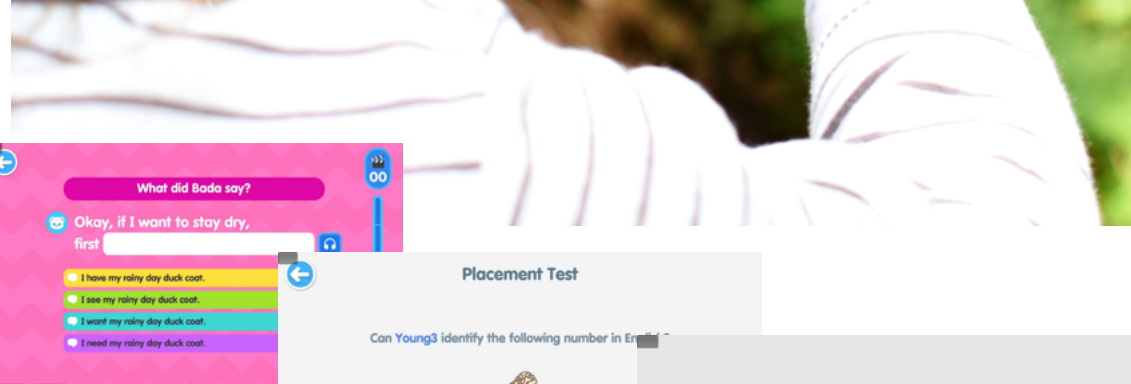 00
What did Bada say?
Okay, if I want to stay dry,
first
I have my rainy day duck coat.
I see my rainy day duck coat.
I want my rainy day duck coat.
I need my rainy day duck coat.
Placement Test
Can Young3 identify the following number in